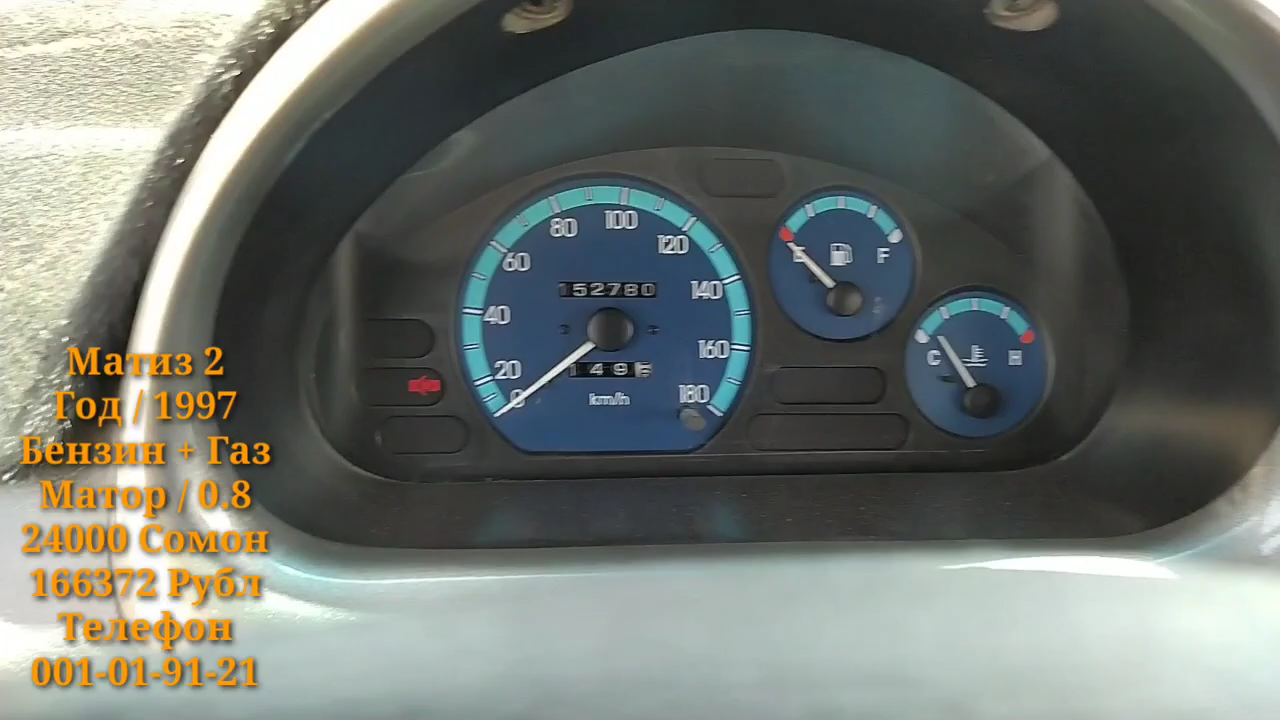 100
80
120
60
E
F
152780
140
40
160
C
H
20
149
0
km/h
180
Матиз 2
Год / 1997
Бензин + Газ
Матор / 0.8
24000 Сомон
166372 Рубл
Телефон
001-01-91-21